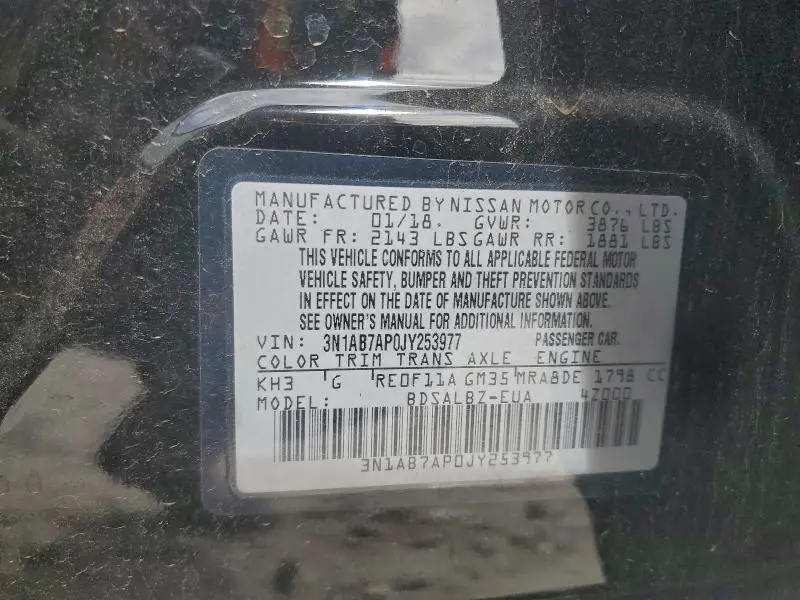 MANUFACTURED BY NISSAN MOTOR CO., LTD.
DATE: 01/18. GVWR: 3876 LBS
GAWR FR: 2143 LBS GAWR RR: 1881 LBS
THIS VEHICLE CONFORMS TO ALL APPLICABLE FEDERAL MOTOR
VEHICLE SAFETY, BUMPER AND THEFT PREVENTION STANDARDS
IN EFFECT ON THE DATE OF MANUFACTURE SHOWN ABOVE.
SEE OWNER'S MANUAL FOR ADDITIONAL INFORMATION.
VIN: 3N1AB7AP0JY253977 PASSENGER CAR.
COLOR TRIM TRANS AXLE ENGINE
KH3 G RE0F11A GM35 MRA8DE 1798 CC
MODEL: BDSALBZ-EUA 4Z000
3N1AB7AP0JY253977